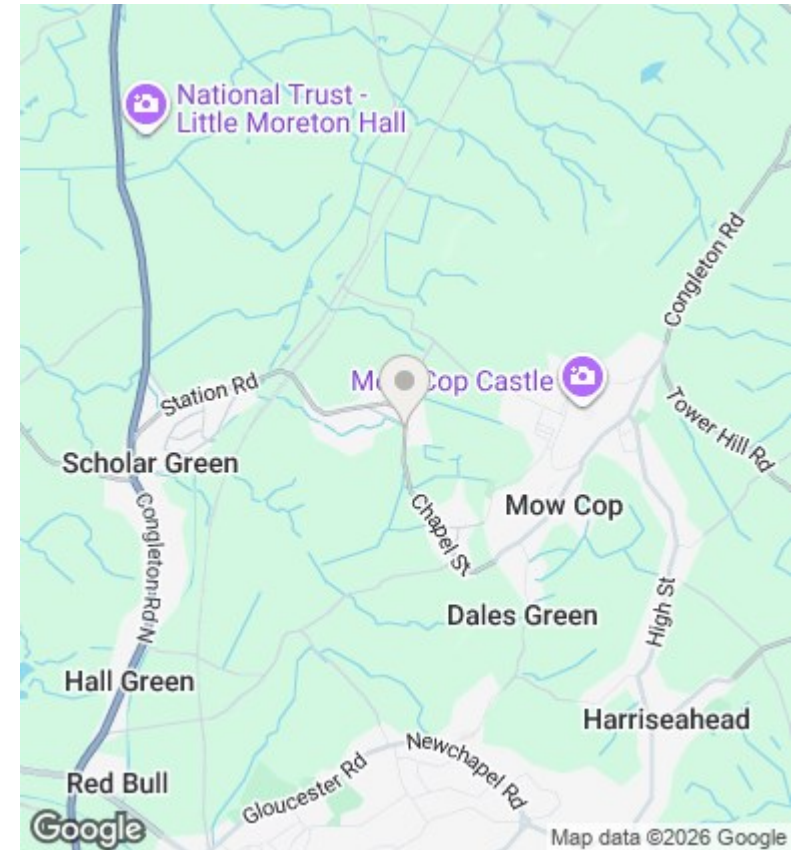 National Trust -
Little Moreton Hall
Congleton Rd
Station Rd
Mow Cop Castle
Tower Hill Rd
Scholar Green
Mow Cop
Chapel St
Congleton Rd N
Dales Green
High St
Hall Green
Harriseahead
Newchapel Rd
Gloucester Rd
Red Bull
Google
Map data ©2026 Google